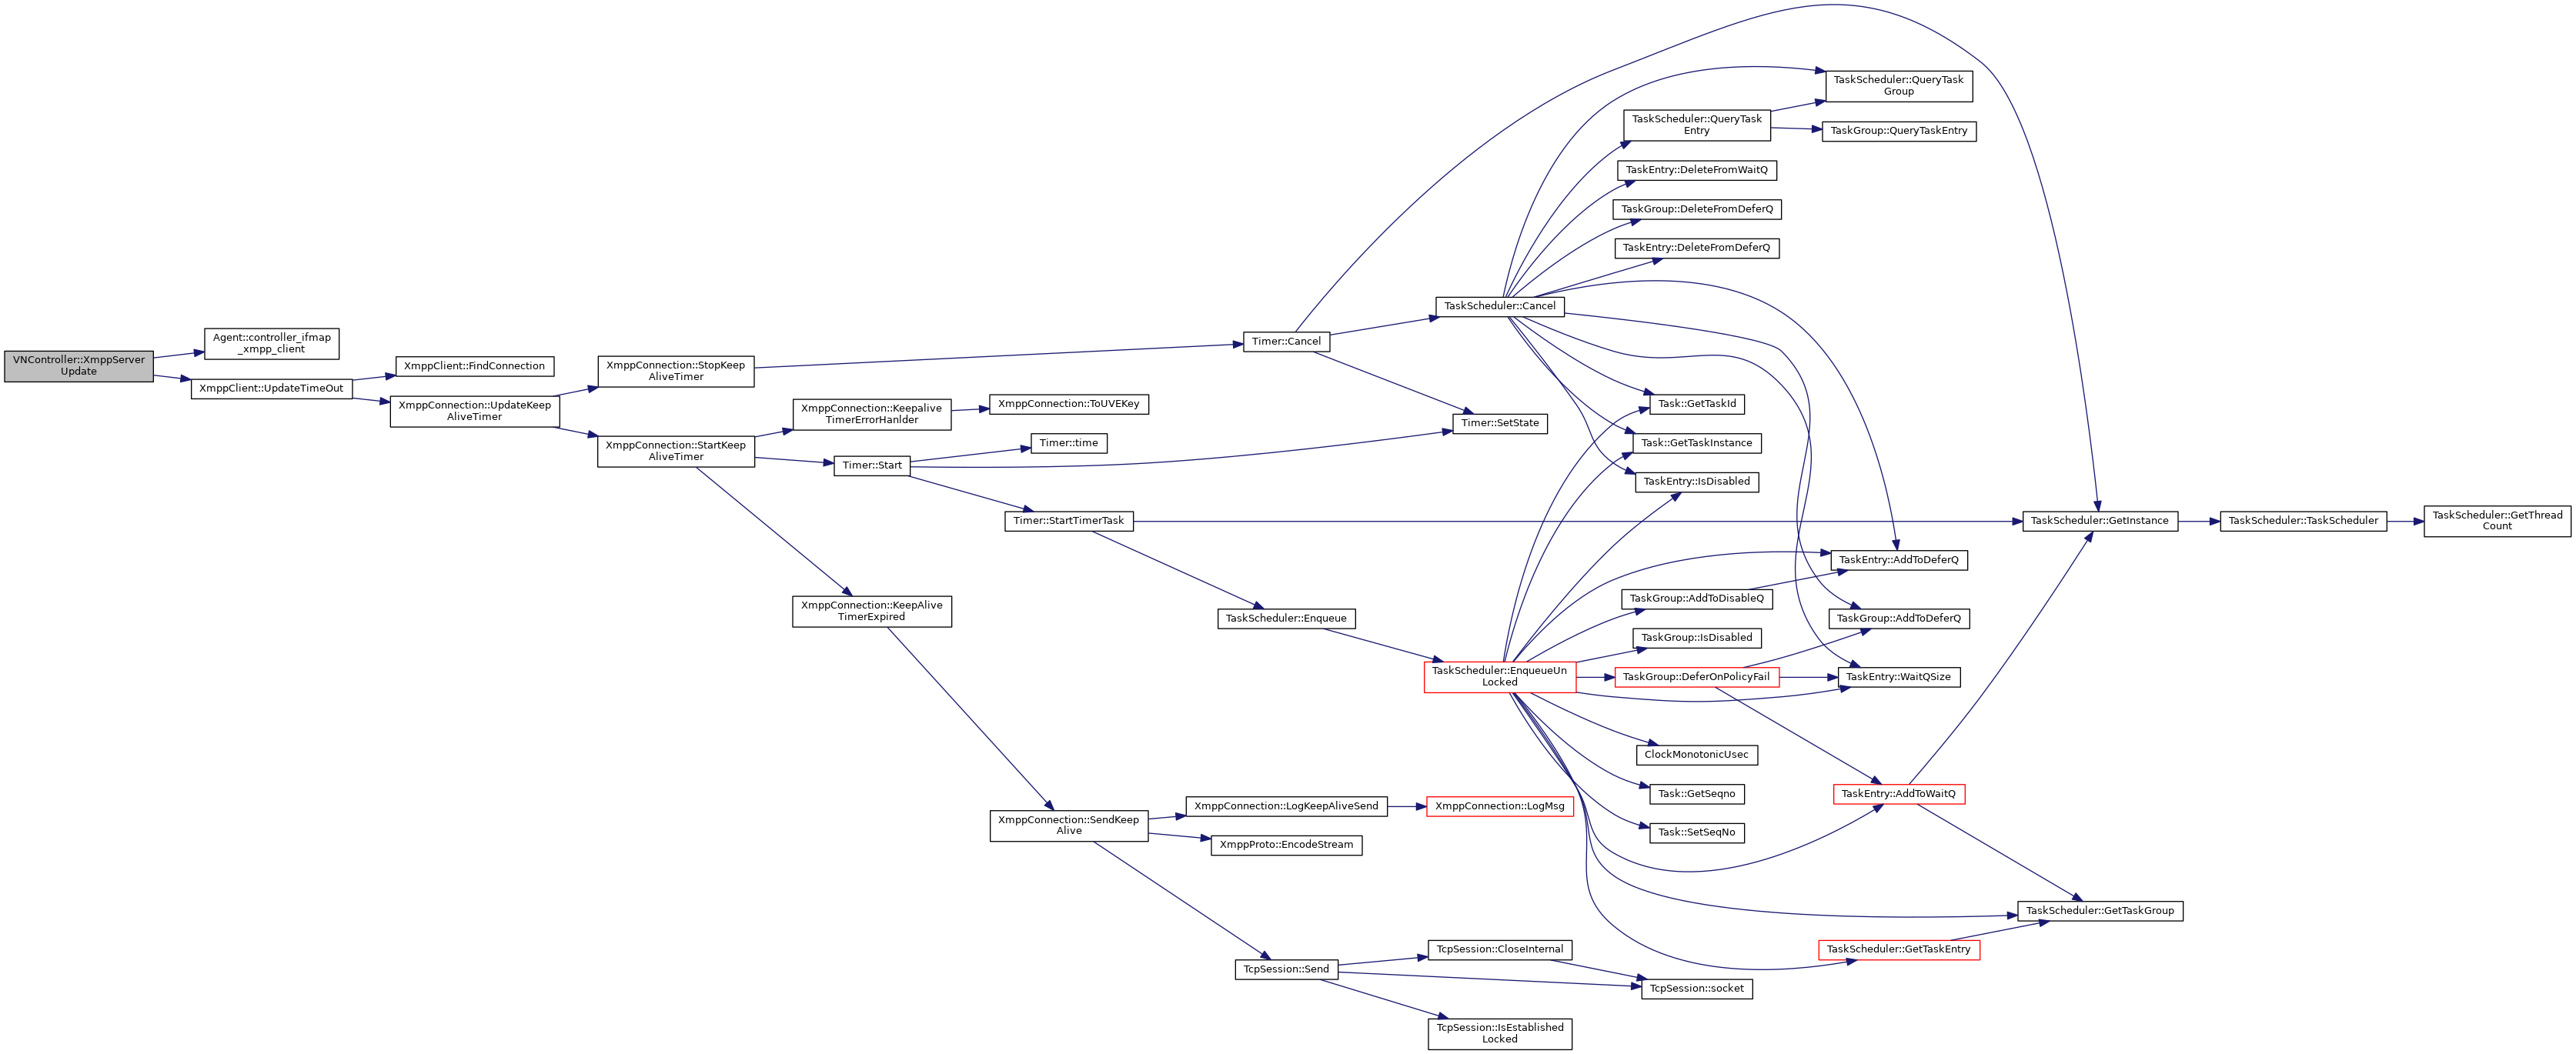 VNController::XmppServer
Update
Agent::controller_ifmap
_xmpp_client
XmppClient::UpdateTimeOut
XmppClient::FindConnection
XmppConnection::UpdateKeep
AliveTimer
XmppConnection::StopKeep
AliveTimer
XmppConnection::StartKeep
AliveTimer
XmppConnection::Keepalive
TimerErrorHanlder
XmppConnection::ToUVEKey
Timer::Start
Timer::time
Timer::StartTimerTask
XmppConnection::KeepAlive
TimerExpired
XmppConnection::SendKeep
Alive
XmppConnection::LogKeepAliveSend
XmppConnection::LogMsg
XmppProto::EncodeStream
TcpSession::Send
TcpSession::CloseInternal
TcpSession::socket
TcpSession::IsEstablished
Locked
Timer::Cancel
Timer::SetState
TaskScheduler::Cancel
TaskScheduler::Enqueue
TaskScheduler::EnqueueUn
Locked
TaskScheduler::QueryTask
Group
TaskScheduler::QueryTask
Entry
TaskGroup::QueryTaskEntry
TaskEntry::DeleteFromWaitQ
TaskGroup::DeleteFromDeferQ
TaskEntry::DeleteFromDeferQ
Task::GetTaskId
Task::GetTaskInstance
TaskEntry::IsDisabled
TaskEntry::AddToDeferQ
TaskGroup::AddToDisableQ
TaskGroup::AddToDeferQ
TaskGroup::IsDisabled
TaskGroup::DeferOnPolicyFail
TaskEntry::WaitQSize
ClockMonotonicUsec
Task::GetSeqno
Task::SetSeqNo
TaskEntry::AddToWaitQ
TaskScheduler::GetTaskEntry
TaskScheduler::GetTaskGroup
TaskScheduler::GetInstance
TaskScheduler::TaskScheduler
TaskScheduler::GetThread
Count